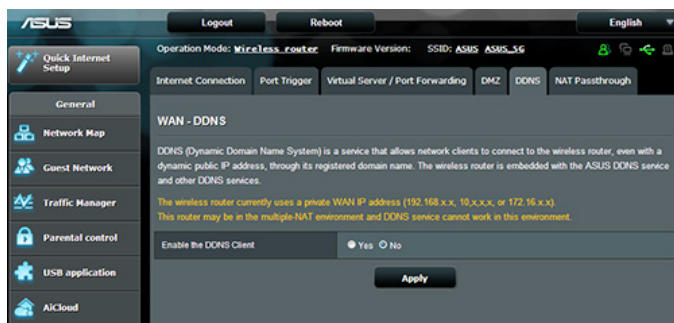 ASUS
Logout
Reboot
English
Quick Internet Setup
Operation Mode: Wireless router Firmware Version: SSID: ASUS ASUS_5G
Internet Connection
Port Trigger
Virtual Server / Port Forwarding
DMZ
DDNS
NAT Passthrough
General
Network Map
Guest Network
Traffic Manager
Parental control
USB application
AiCloud
WAN - DDNS
DDNS (Dynamic Domain Name System) is a service that allows network clients to connect to the wireless router, even with a
dynamic public IP address, through its registered domain name. The wireless router is embedded with the ASUS DDNS service
and other DDNS services.
The wireless router currently uses a private WAN IP address (192.168.x.x, 10,x,x,x, or 172.16.x.x).
This router may be in the multiple-NAT environment and DDNS service cannot work in this environment.
Enable the DDNS Client
Yes No
Apply